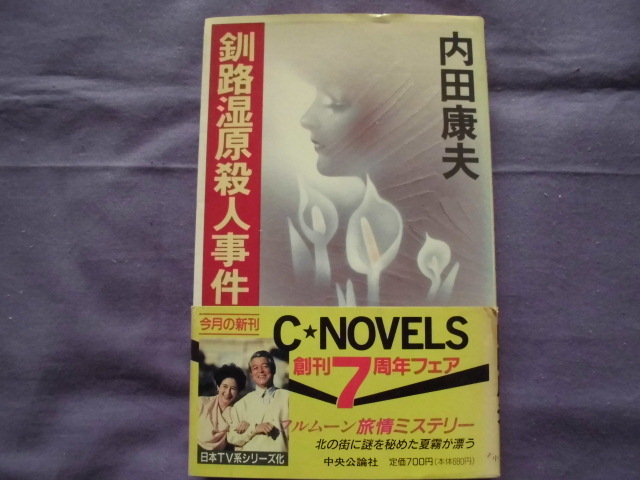 内田康夫
釧路湿原殺人事件
今月の新刊
C★NOVELS
創刊7周年フェア
フルムーン旅情ミステリー
北の街に謎を秘めた夏霧が漂う
日本TV系シリーズ化
中央公論社 定価700円(本体680円)